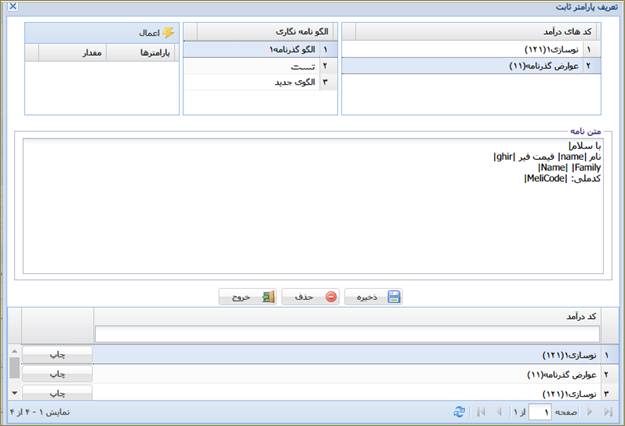 تعریف پارامتر ثابت
کد های درآمد
۱ نوسازی۱(۱۲۱)
۲ عوارض گذرنامه(۱۱)
الگو نامه نگاری
۱ الگو گذرنامه۱
۲ تست
۳ الگوی جدید
اعمال
پارامترها مقدار
متن نامه
با سلام|
نام |name| قیمت قیر |ghir|
|Name| |Family|
کدملی: |MeliCode|
ذخیره حذف خروج
کد درآمد
۱ نوسازی۱(۱۲۱) چاپ
۲ عوارض گذرنامه(۱۱) چاپ
۳ نوسازی۱(۱۲۱) چاپ
صفحه ۱ از ۱ نمایش ۱ - ۴ از ۴